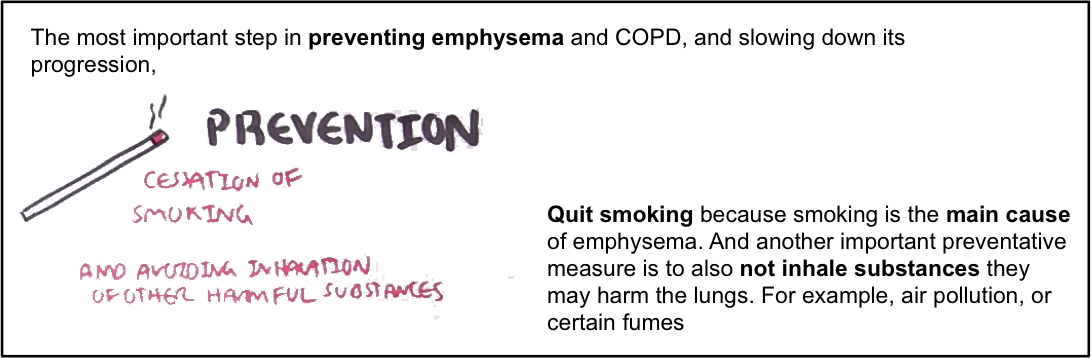 The most important step in preventing emphysema and COPD, and slowing down its
progression,
PREVENTION
CESSATION OF
SMOKING
AND AVOIDING INHALATION
OF OTHER HARMFUL SUBSTANCES
Quit smoking because smoking is the main cause
of emphysema. And another important preventative
measure is to also not inhale substances they
may harm the lungs. For example, air pollution, or
certain fumes